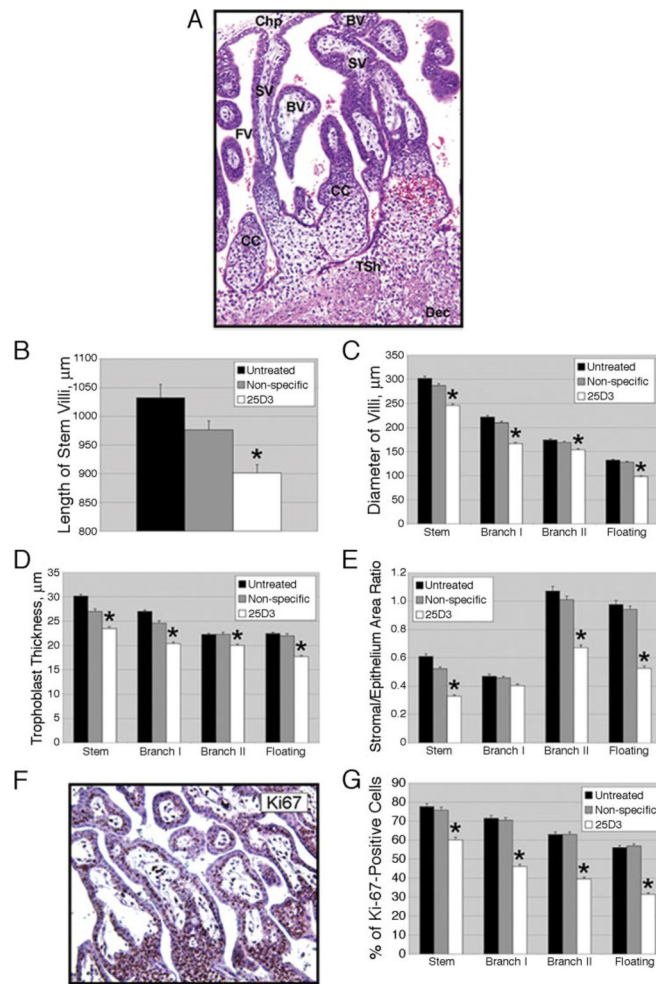 A
Chp
BV
SV
SV
BV
FV
CC
CC
TSh
Dec
B
Length of Stem Villi, µm
1100
1050
1000
950
900
850
800
Untreated
Non-specific
25D3
*
C
Diameter of Villi, µm
350
300
250
200
150
100
50
0
Untreated
Non-specific
25D3
* * * *
Stem Branch I Branch II Floating
D
Trophoblast Thickness, µm
35
30
25
20
15
10
5
0
Untreated
Non-specific
25D3
* * * *
Stem Branch I Branch II Floating
E
Stromal/Epithelium Area Ratio
1.2
1.0
0.8
0.6
0.4
0.2
0
Untreated
Non-specific
25D3
* * *
Stem Branch I Branch II Floating
F
Ki67
G
% of Ki-67-Positive Cells
90
80
70
60
50
40
30
20
10
0
Untreated
Non-specific
25D3
* * * *
Stem Branch I Branch II Floating